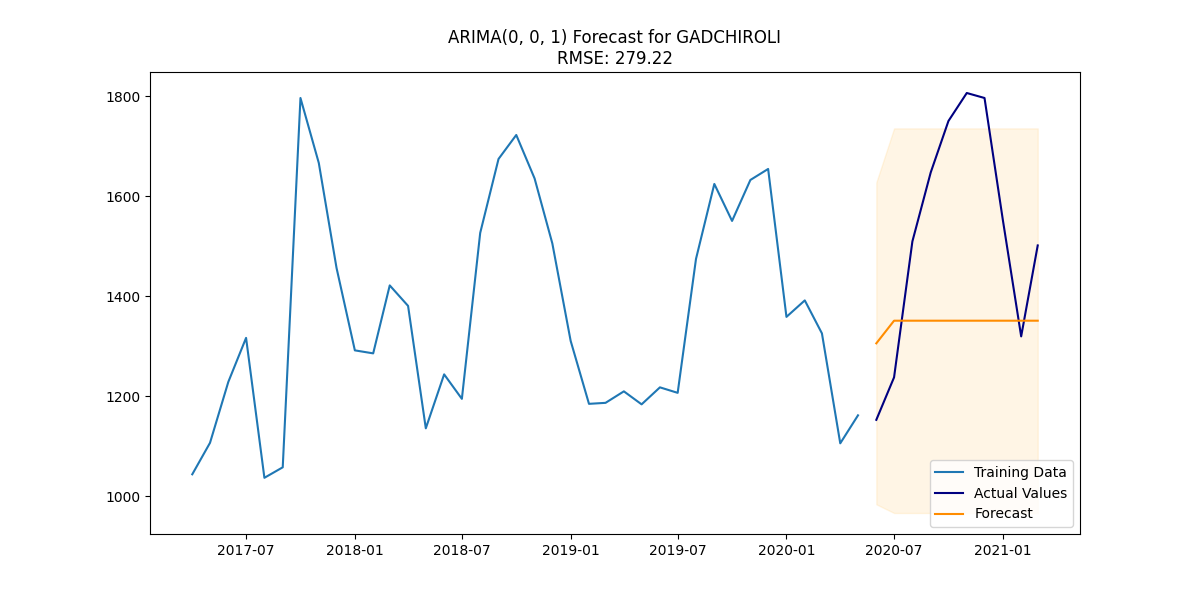 ARIMA(0, 0, 1) Forecast for GADCHIROLI
RMSE: 279.22
1800
1600
1400
1200
1000
2017-07
2018-01
2018-07
2019-01
2019-07
2020-01
2020-07
2021-01
Training Data
Actual Values
Forecast